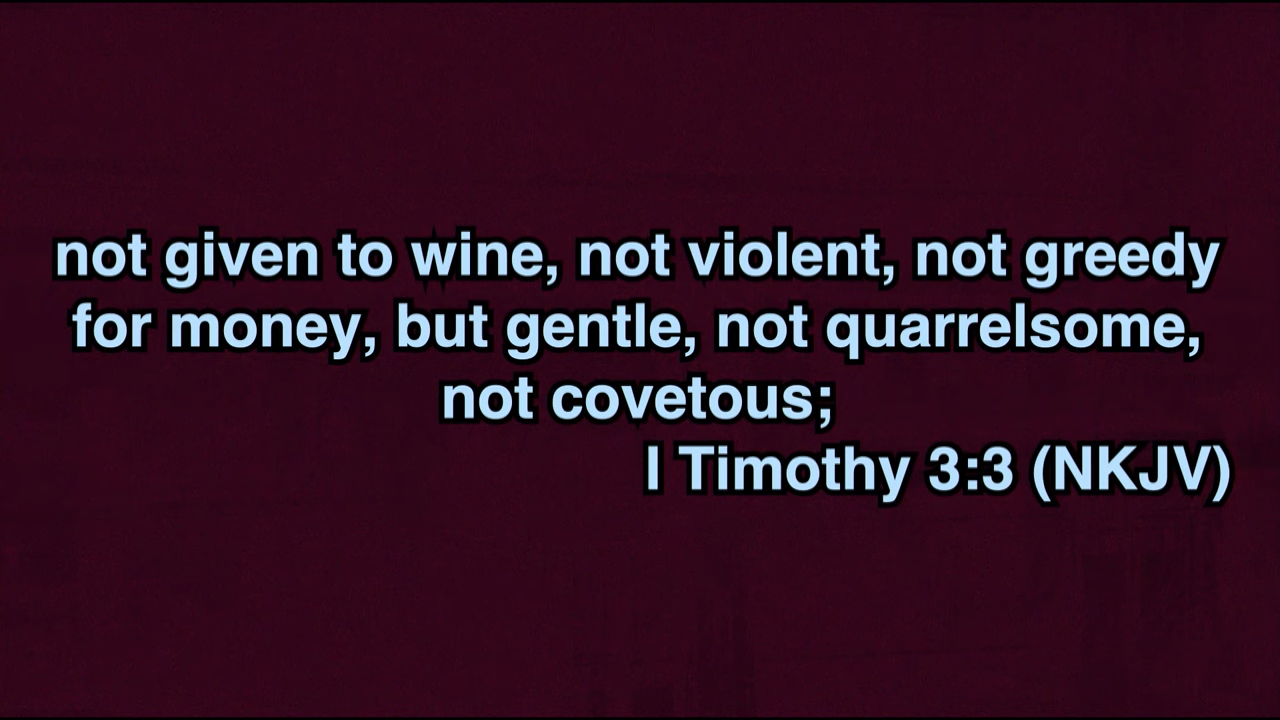 not given to wine, not violent, not greedy
for money, but gentle, not quarrelsome,
not covetous;
I Timothy 3:3 (NKJV)